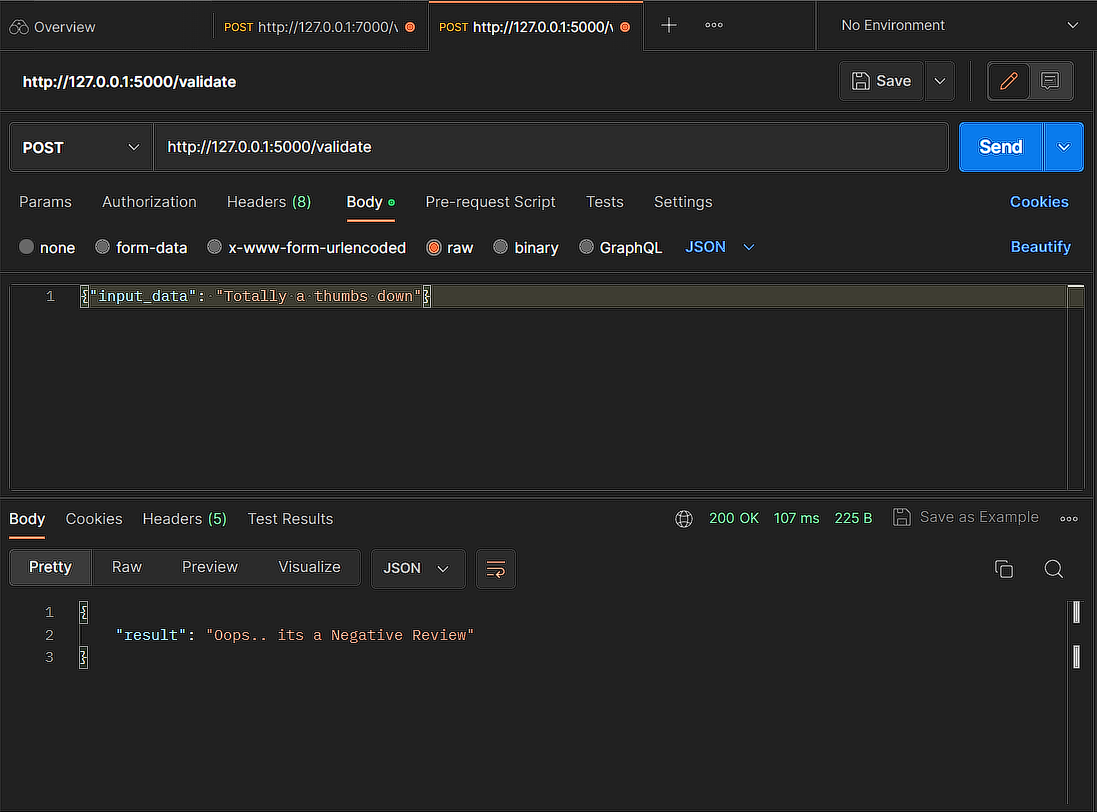 Overview POST http://127.0.0.1:7000/v POST http://127.0.0.1:5000/v No Environment
http://127.0.0.1:5000/validate Save
POST http://127.0.0.1:5000/validate Send
Params Authorization Headers (8) Body Pre-request Script Tests Settings Cookies
none form-data x-www-form-urlencoded raw binary GraphQL JSON Beautify
1 {"input_data": "Totally a thumbs down"}
Body Cookies Headers (5) Test Results 200 OK 107 ms 225 B Save as Example
Pretty Raw Preview Visualize JSON
1 {
2 "result": "Oops.. its a Negative Review"
3 }